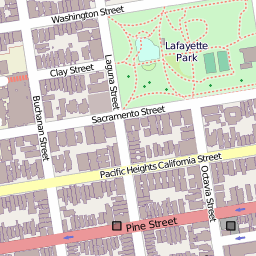 Washington Street
Lafayette
Park
Clay Street
Laguna Street
Sacramento Street
Buchanan Street
Pacific Heights California Street
Octavia Street
Pine Street